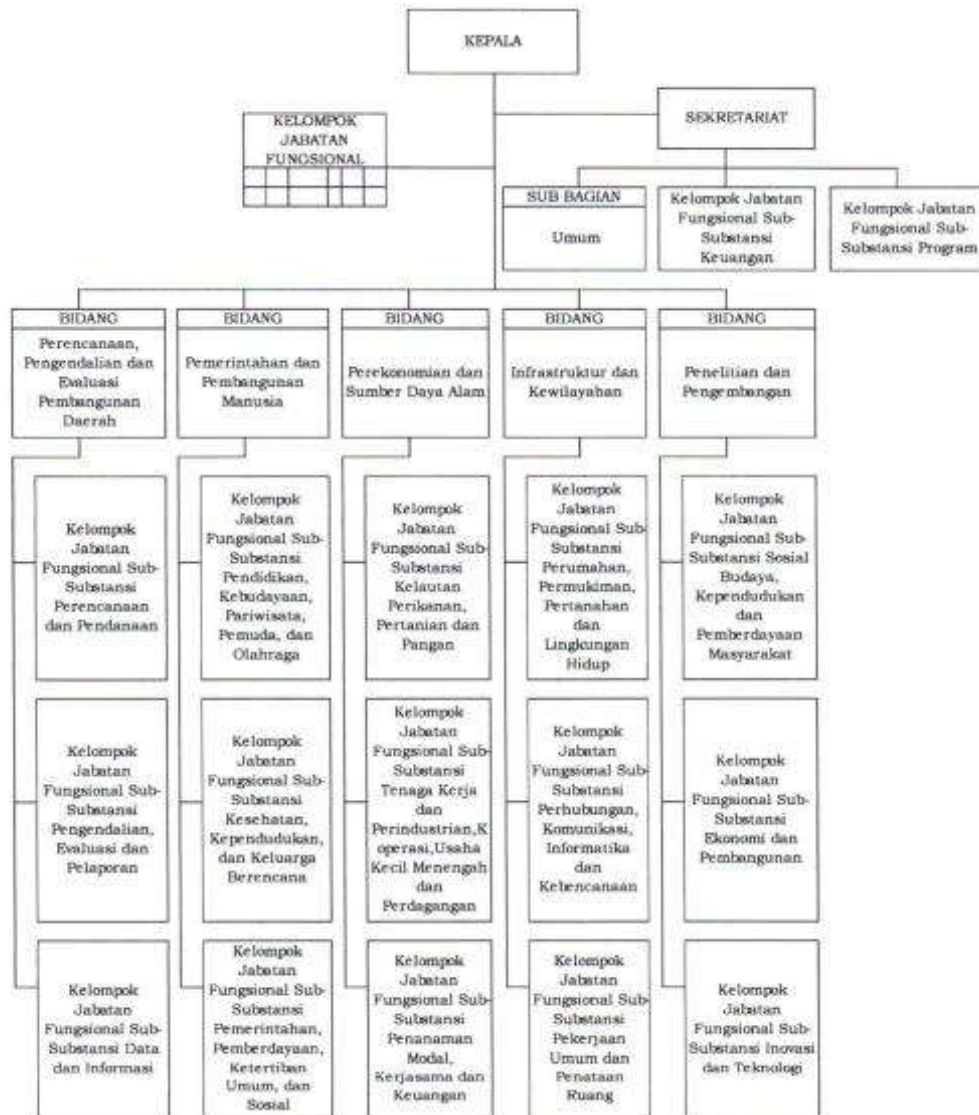 KEPALA
KELOMPOK
JABATAN
FUNGSIONAL
SEKRETARIAT
SUB BAGIAN
Umum
Kelompok Jabatan
Fungsional Sub-
Substansi
Keuangan
Kelompok Jabatan
Fungsional Sub-
Substansi Program
BIDANG
Perencanaan,
Pengendalian dan
Evaluasi
Pembangunan
Daerah
BIDANG
Pemerintahan dan
Pembangunan
Manusia
BIDANG
Perekonomian dan
Sumber Daya Alam
BIDANG
Infrastruktur dan
Kewilayahan
BIDANG
Penelitian dan
Pengembangan
Kelompok
Jabatan
Fungsional Sub-
Substansi
Perencanaan
dan Pendanaan
Kelompok
Jabatan
Fungsional Sub-
Substansi
Pendidikan,
Kebudayaan,
Pariwisata,
Pemuda, dan
Olahraga
Kelompok
Jabatan
Fungsional Sub-
Substansi
Kelautan
Perikanan,
Pertanian dan
Pangan
Kelompok
Jabatan
Fungsional Sub-
Substansi
Perumahan,
Permukiman,
Pertanahan
dan
Lingkungan
Hidup
Kelompok
Jabatan
Fungsional Sub-
Substansi Sosial
Budaya,
Kependudukan
dan
Pemberdayaan
Masyarakat
Kelompok
Jabatan
Fungsional Sub-
Substansi
Pengendalian,
Evaluasi dan
Pelaporan
Kelompok
Jabatan
Fungsional Sub-
Substansi
Kesehatan,
Kependudukan,
dan Keluarga
Berencana
Kelompok
Jabatan
Fungsional Sub-
Substansi
Tenaga Kerja
dan
Perindustrian,K
operasi,Usaha
Kecil Menengah
dan
Perdagangan
Kelompok
Jabatan
Fungsional Sub-
Substansi
Perhubungan,
Komunikasi,
Informatika
dan
Kebencanaan
Kelompok
Jabatan
Fungsional Sub-
Substansi
Ekonomi dan
Pembangunan
Kelompok
Jabatan
Fungsional Sub-
Substansi Data
dan Informasi
Kelompok
Jabatan
Fungsional Sub-
Substansi
Pemerintahan,
Pemberdayaan,
Ketertiban
Umum, dan
Sosial
Kelompok
Jabatan
Fungsional Sub-
Substansi
Penanaman
Modal,
Kerjasama dan
Keuangan
Kelompok
Jabatan
Fungsional Sub-
Substansi
Pekerjaan
Umum dan
Penataan
Ruang
Kelompok
Jabatan
Fungsional Sub-
Substansi Inovasi
dan Teknologi